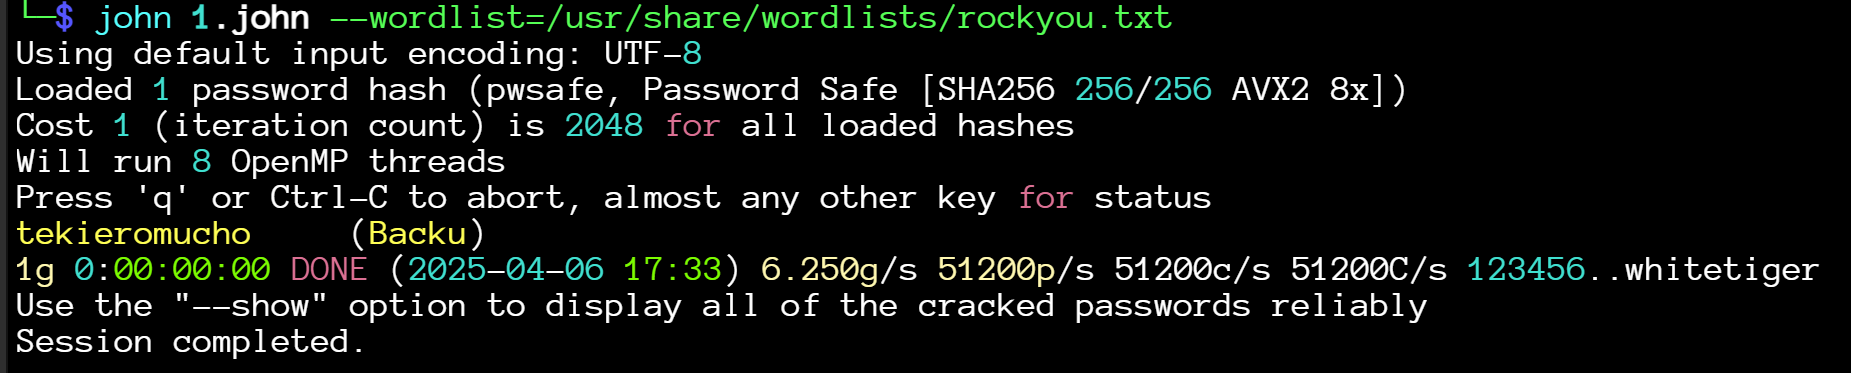 └─$ john 1.john --wordlist=/usr/share/wordlists/rockyou.txt
Using default input encoding: UTF-8
Loaded 1 password hash (pwsafe, Password Safe [SHA256 256/256 AVX2 8x])
Cost 1 (iteration count) is 2048 for all loaded hashes
Will run 8 OpenMP threads
Press 'q' or Ctrl-C to abort, almost any other key for status
tekieromucho     (Backu)
1g 0:00:00:00 DONE (2025-04-06 17:33) 6.250g/s 51200p/s 51200c/s 51200C/s 123456..whitetiger
Use the "--show" option to display all of the cracked passwords reliably
Session completed.